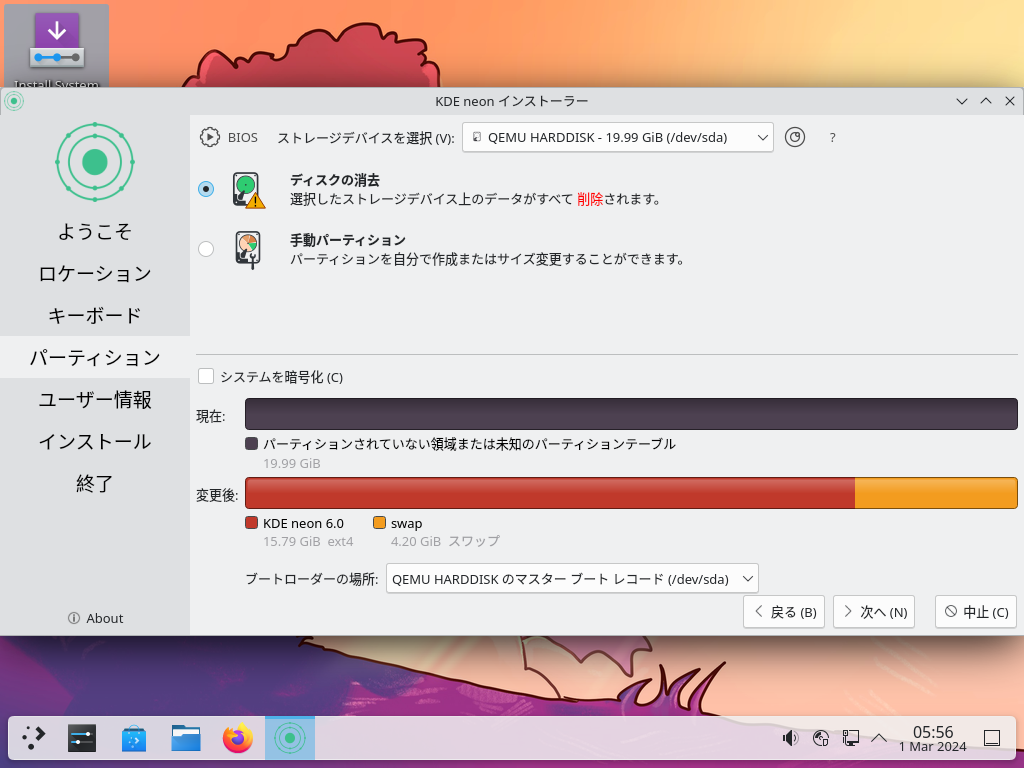 Install System
KDE neon インストーラー
BIOS ストレージデバイスを選択 (V): QEMU HARDDISK - 19.99 GiB (/dev/sda) ?
ディスクの消去
選択したストレージデバイス上のデータがすべて 削除されます。
手動パーティション
パーティションを自分で作成またはサイズ変更することができます。
ようこそ
ロケーション
キーボード
パーティション
ユーザー情報
インストール
終了
About
システムを暗号化 (C)
現在:
パーティションされていない領域または未知のパーティションテーブル
19.99 GiB
変更後:
KDE neon 6.0 swap
15.79 GiB ext4 4.20 GiB スワップ
ブートローダーの場所: QEMU HARDDISK のマスター ブート レコード (/dev/sda)
戻る (B) 次へ (N) 中止 (C)
05:56
1 Mar 2024